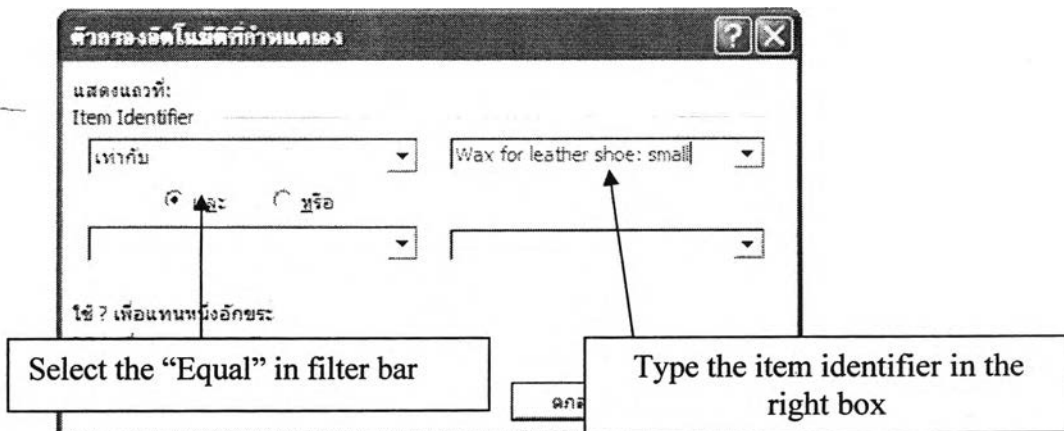 ตัวกรองอัตโนมัติที่กำหนดเอง
แสดงแถวที่:
Item Identifier
เท่ากับ Wax for leather shoe: small
และ หรือ
ใช้ ? เพื่อแทนหนึ่งอักขระ
Select the “Equal” in filter bar
Type the item identifier in the
right box